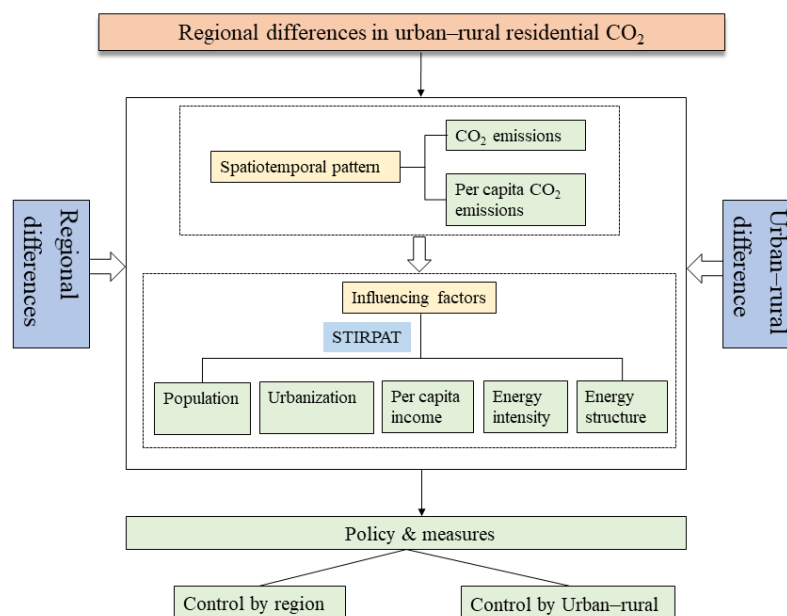 Regional differences in urban–rural residential CO₂
CO₂ emissions
Spatiotemporal pattern
Per capita CO₂
emissions
Regional
differences
Urban–rural
difference
Influencing factors
STIRPAT
Population
Urbanization
Per capita
income
Energy
intensity
Energy
structure
Policy & measures
Control by region
Control by Urban–rural